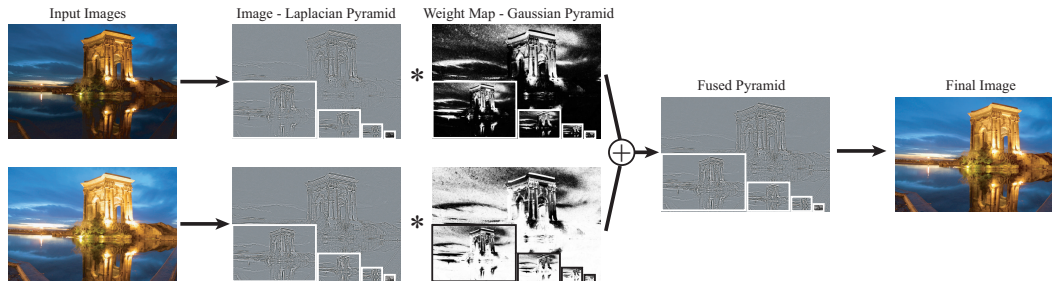 Input Images
Image - Laplacian Pyramid
Weight Map - Gaussian Pyramid
Fused Pyramid
Final Image